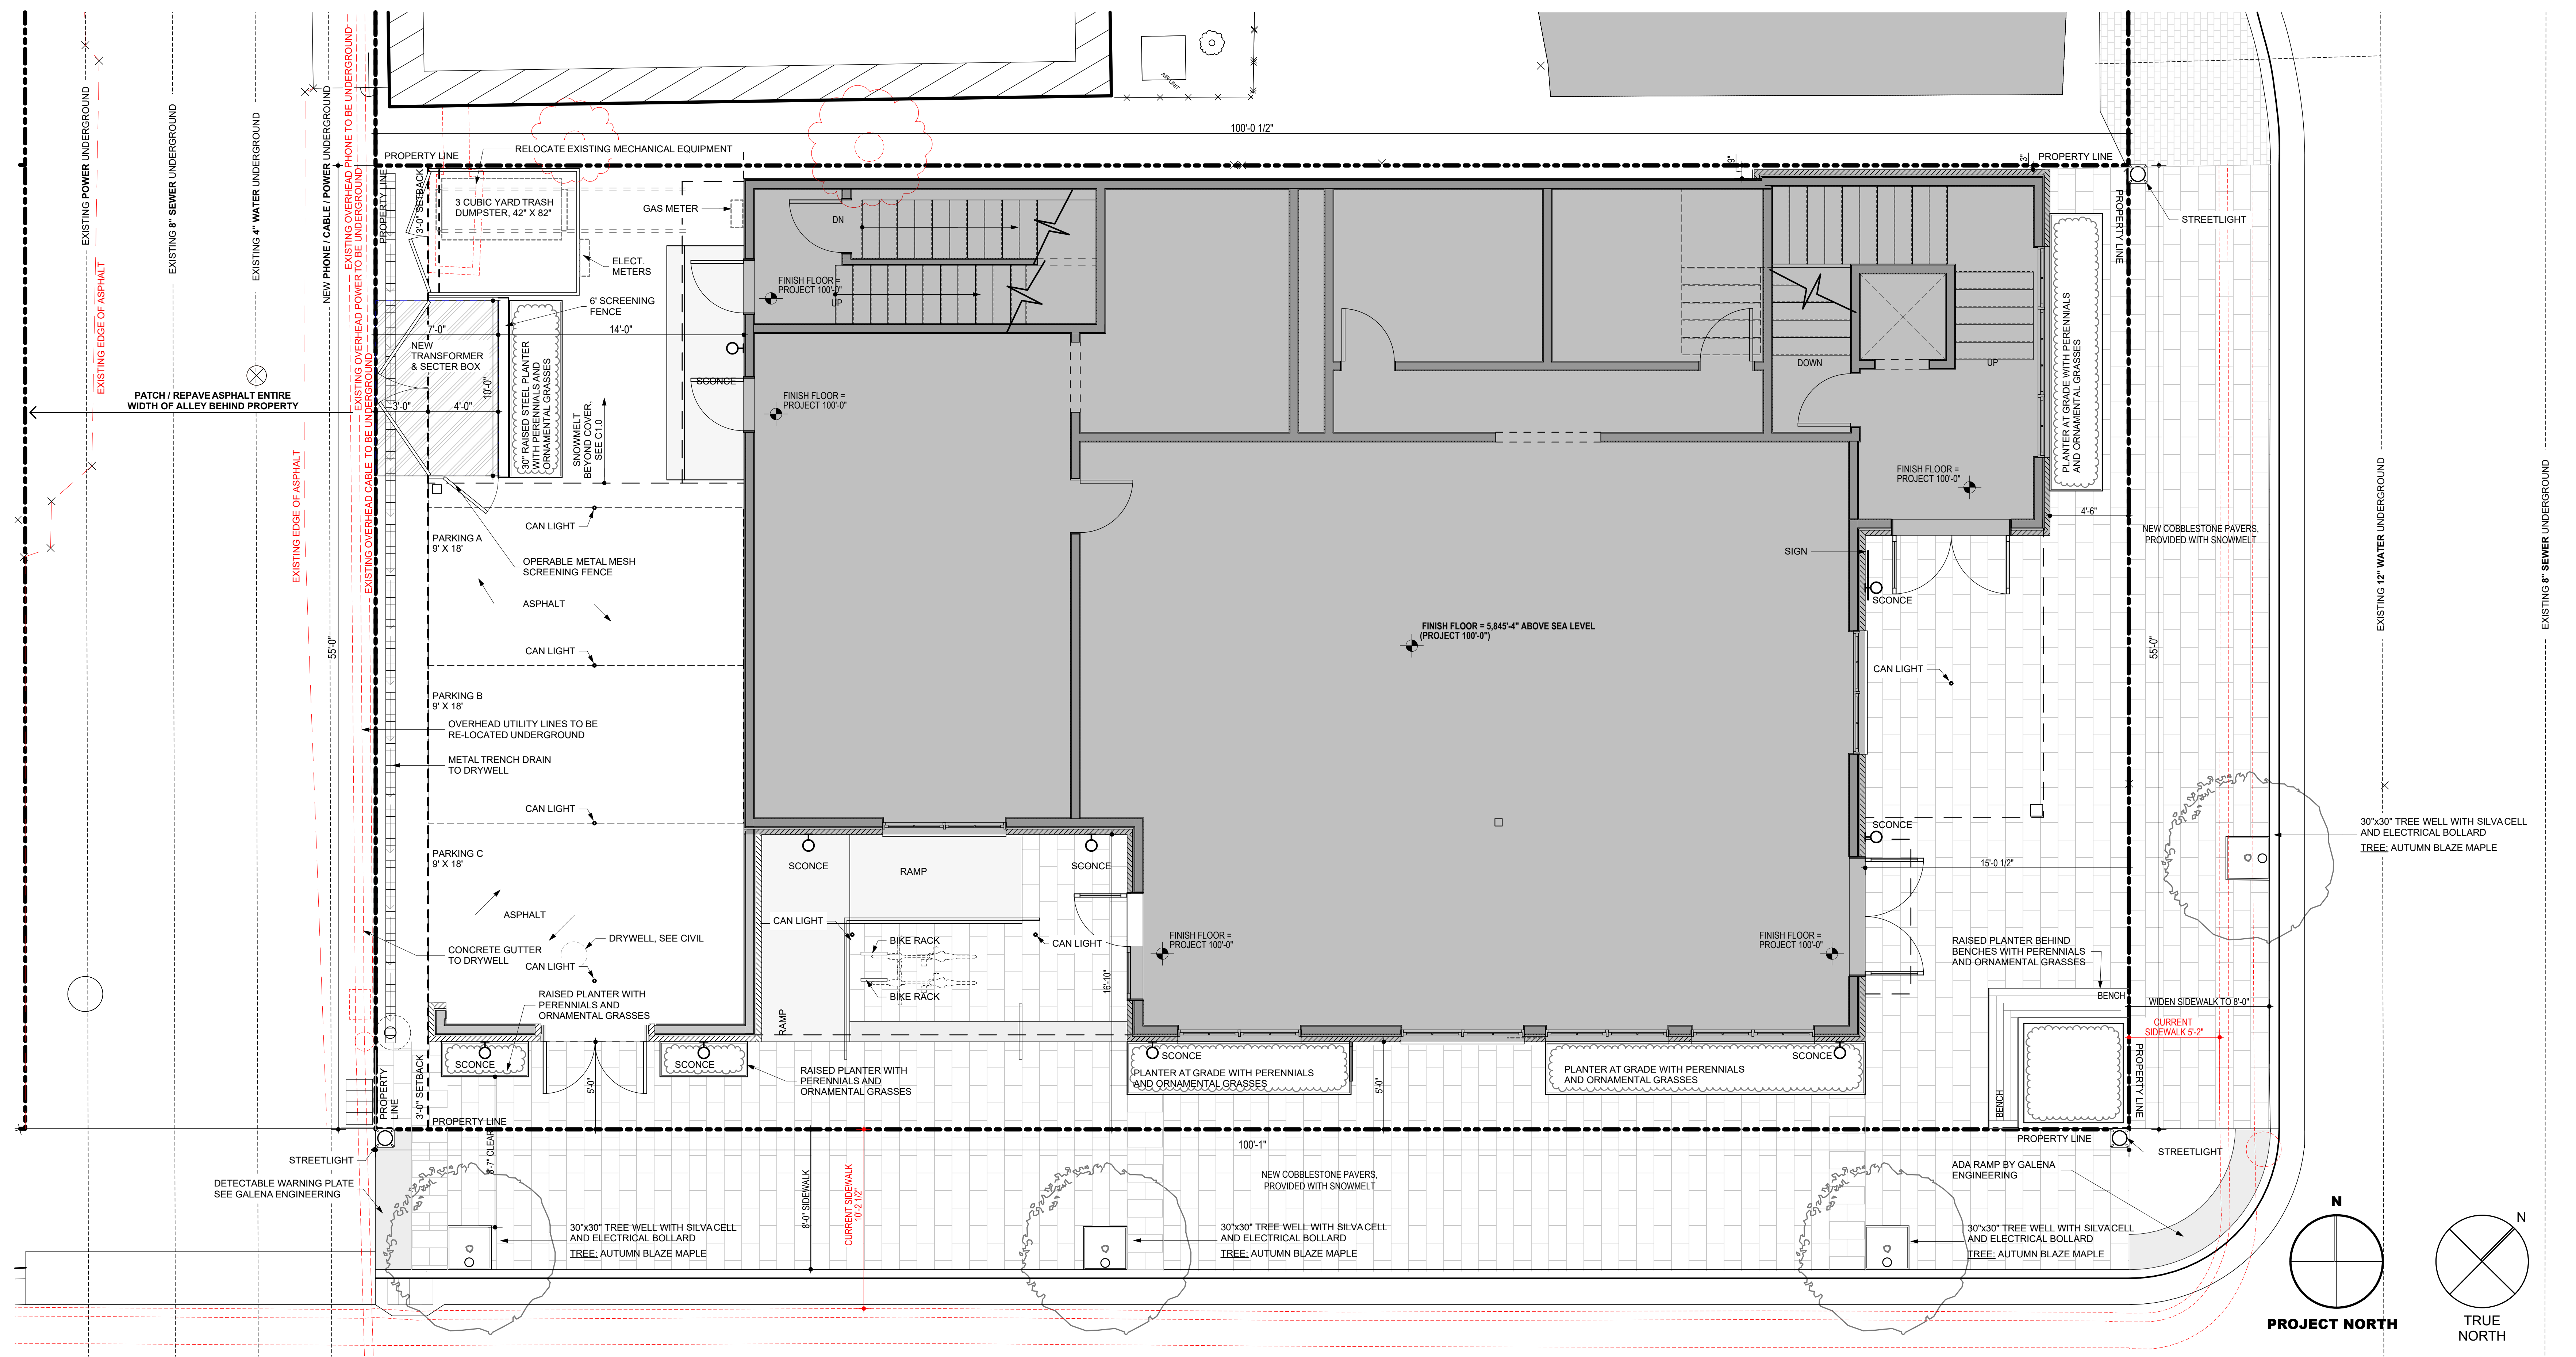 100'-0 1/2"
AIR UNIT
PROPERTY LINE
RELOCATE EXISTING MECHANICAL EQUIPMENT
9"
3"
PROPERTY LINE
EXISTING POWER UNDERGROUND
EXISTING 8" SEWER UNDERGROUND
EXISTING 4" WATER UNDERGROUND
NEW PHONE / CABLE / POWER UNDERGROUND
EXISTING OVERHEAD PHONE TO BE UNDERGROUND
EXISTING OVERHEAD POWER TO BE UNDERGROUND
EXISTING OVERHEAD CABLE TO BE UNDERGROUND
EXISTING EDGE OF ASPHALT
EXISTING EDGE OF ASPHALT
PROPERTY LINE
3'-0" SETBACK
3 CUBIC YARD TRASH
DUMPSTER, 42" X 82"
GAS METER
ELECT.
METERS
6' SCREENING
FENCE
7'-0"
14'-0"
NEW
TRANSFORMER
& SECTER BOX
10'-0"
3'-0"
4'-0"
30" RAISED STEEL PLANTER
WITH PERENNIALS AND
ORNAMENTAL GRASSES
SNOWMELT
BEYOND COVER,
SEE C1.0
SCONCE
PATCH / REPAVE ASPHALT ENTIRE
WIDTH OF ALLEY BEHIND PROPERTY
DN
UP
FINISH FLOOR =
PROJECT 100'-0"
FINISH FLOOR =
PROJECT 100'-0"
DOWN
UP
FINISH FLOOR =
PROJECT 100'-0"
PROPERTY LINE
STREETLIGHT
PLANTER AT GRADE WITH PERENNIALS
AND ORNAMENTAL GRASSES
4'-6"
NEW COBBLESTONE PAVERS,
PROVIDED WITH SNOWMELT
EXISTING 12" WATER UNDERGROUND
EXISTING 8" SEWER UNDERGROUND
CAN LIGHT
PARKING A
9' X 18'
OPERABLE METAL MESH
SCREENING FENCE
ASPHALT
SIGN
SCONCE
55'-0"
55'-0"
FINISH FLOOR = 5,845'-4" ABOVE SEA LEVEL
(PROJECT 100'-0")
CAN LIGHT
CAN LIGHT
PARKING B
9' X 18'
OVERHEAD UTILITY LINES TO BE
RE-LOCATED UNDERGROUND
METAL TRENCH DRAIN
TO DRYWELL
CAN LIGHT
SCONCE
30"x30" TREE WELL WITH SILVA CELL
AND ELECTRICAL BOLLARD
TREE: AUTUMN BLAZE MAPLE
PARKING C
9' X 18'
SCONCE
RAMP
SCONCE
15'-0 1/2"
ASPHALT
CAN LIGHT
BIKE RACK
CAN LIGHT
BIKE RACK
RAMP
16'-10"
DRYWELL, SEE CIVIL
CONCRETE GUTTER
TO DRYWELL
CAN LIGHT
FINISH FLOOR =
PROJECT 100'-0"
FINISH FLOOR =
PROJECT 100'-0"
RAISED PLANTER BEHIND
BENCHES WITH PERENNIALS
AND ORNAMENTAL GRASSES
BENCH
WIDEN SIDEWALK TO 8'-0"
CURRENT
SIDEWALK 5'-2"
RAISED PLANTER WITH
PERENNIALS AND
ORNAMENTAL GRASSES
SCONCE
SCONCE
SCONCE
SCONCE
RAISED PLANTER WITH
PERENNIALS AND
ORNAMENTAL GRASSES
PLANTER AT GRADE WITH PERENNIALS
AND ORNAMENTAL GRASSES
PLANTER AT GRADE WITH PERENNIALS
AND ORNAMENTAL GRASSES
5'-0"
5'-0"
BENCH
PROPERTY LINE
PROPERTY
LINE
3'-0" SETBACK
PROPERTY LINE
100'-1"
PROPERTY LINE
STREETLIGHT
STREETLIGHT
8'-7" CLEAR
DETECTABLE WARNING PLATE
SEE GALENA ENGINEERING
8'-0" SIDEWALK
CURRENT SIDEWALK
10'-2 1/2"
NEW COBBLESTONE PAVERS,
PROVIDED WITH SNOWMELT
ADA RAMP BY GALENA
ENGINEERING
30"x30" TREE WELL WITH SILVA CELL
AND ELECTRICAL BOLLARD
TREE: AUTUMN BLAZE MAPLE
30"x30" TREE WELL WITH SILVA CELL
AND ELECTRICAL BOLLARD
TREE: AUTUMN BLAZE MAPLE
30"x30" TREE WELL WITH SILVA CELL
AND ELECTRICAL BOLLARD
TREE: AUTUMN BLAZE MAPLE
N
PROJECT NORTH
N
TRUE
NORTH